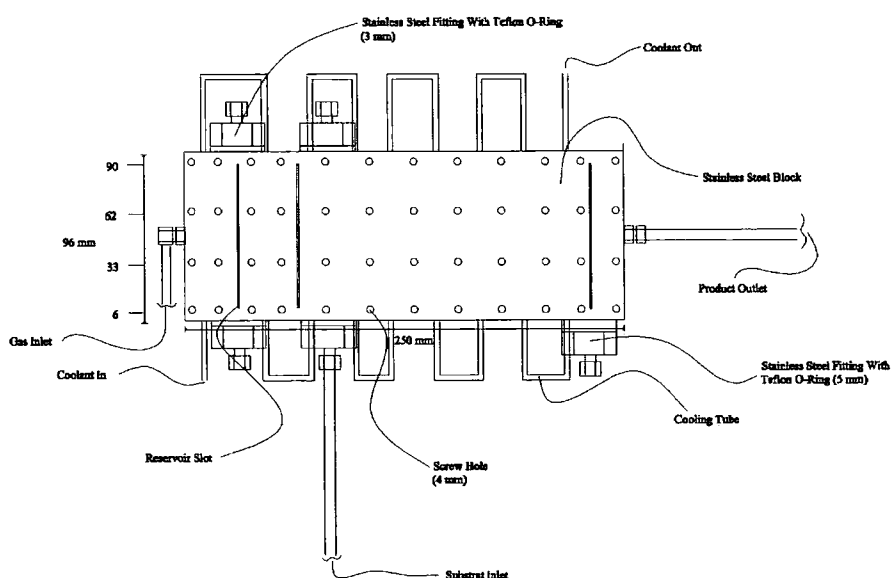 Stainless Steel Fitting With Teflon O-Ring
(3 mm)
Coolant Out
90
Stainless Steel Block
62
96 mm
33
Product Outlet
6
Gas Inlet
250 mm
Coolant In
Stainless Steel Fitting With
Teflon O-Ring (5 mm)
Cooling Tube
Reservoir Slot
Screw Hole
(4 mm)
Substrat Inlet